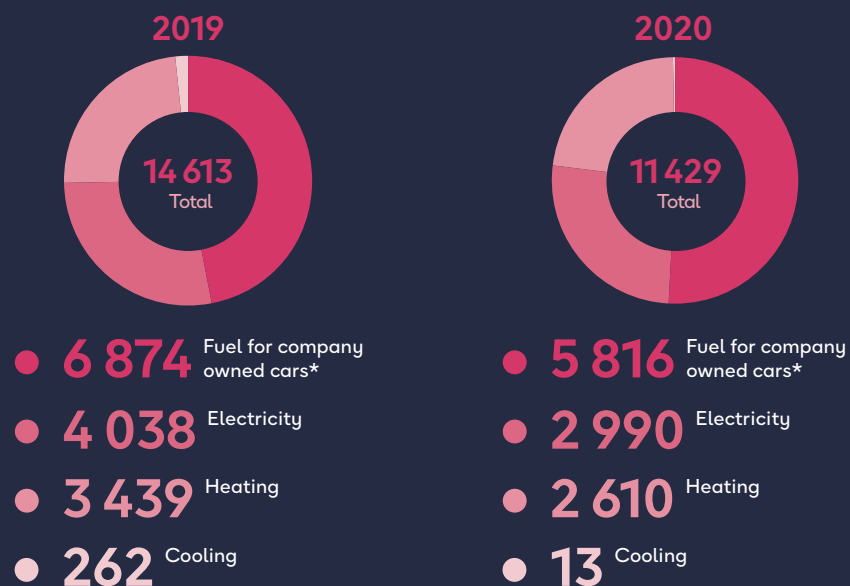 2019
14 613
Total
6 874 Fuel for company
owned cars*
4 038 Electricity
3 439 Heating
262 Cooling
2020
11 429
Total
5 816 Fuel for company
owned cars*
2 990 Electricity
2 610 Heating
13 Cooling